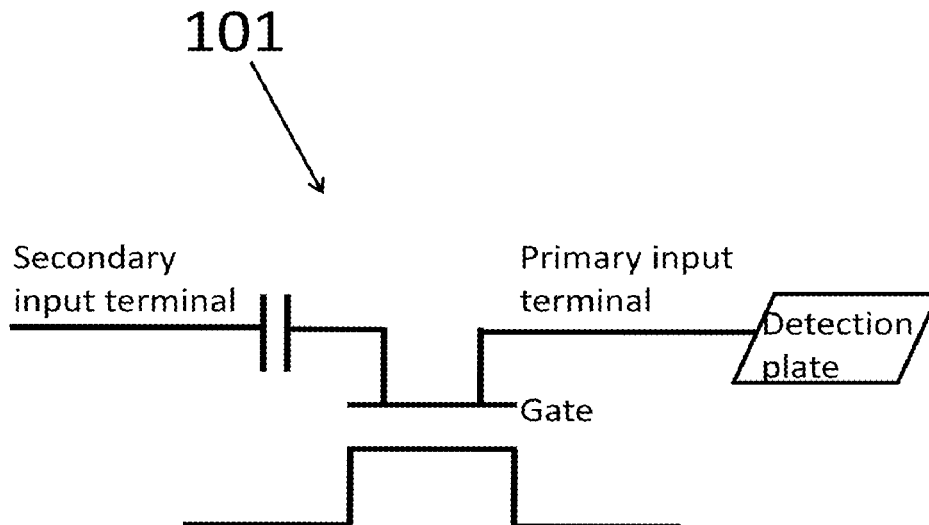 101
Secondary
input terminal
Primary input
terminal
Detection
plate
Gate